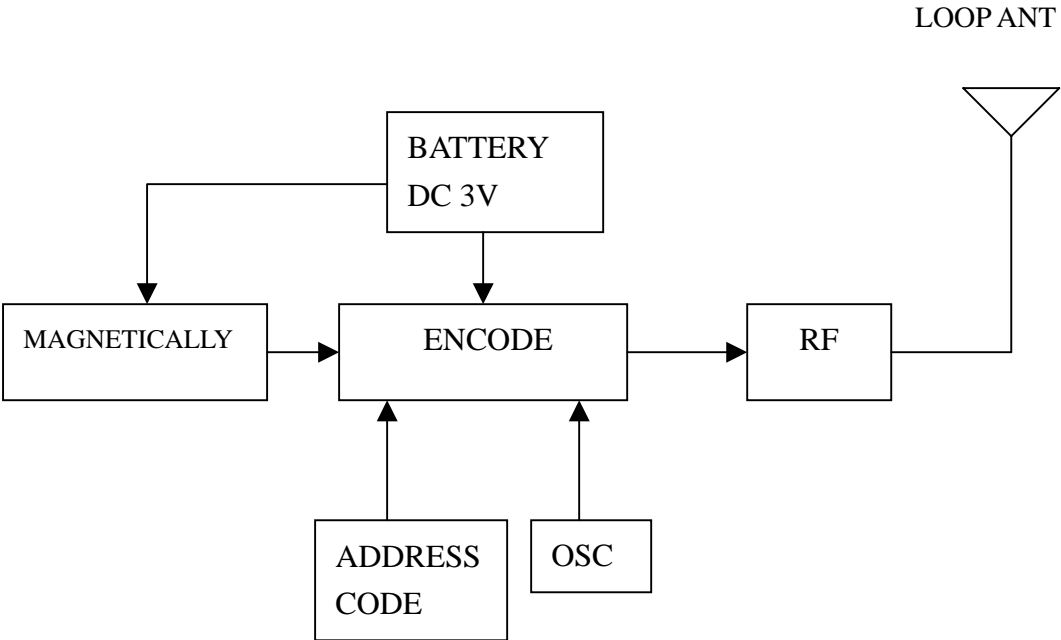 LOOP ANT
BATTERY
DC 3V
MAGNETICALLY
ENCODE
RF
ADDRESS
CODE
OSC